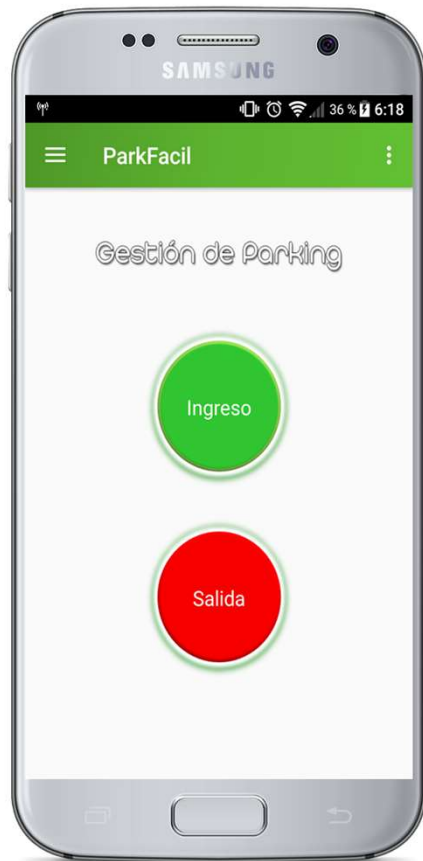 SAMSUNG
36 % 6:18
ParkFacil
Gestión de Parking
Ingreso
Salida